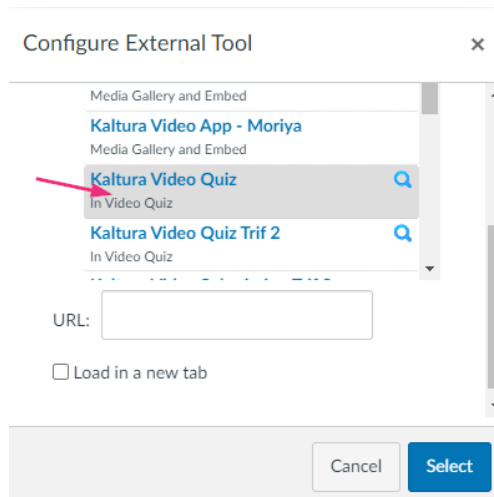 Configure External Tool
Media Gallery and Embed
Kaltura Video App - Moriya
Media Gallery and Embed
Kaltura Video Quiz
In Video Quiz
Kaltura Video Quiz Trif 2
In Video Quiz
URL:
Load in a new tab
Cancel Select